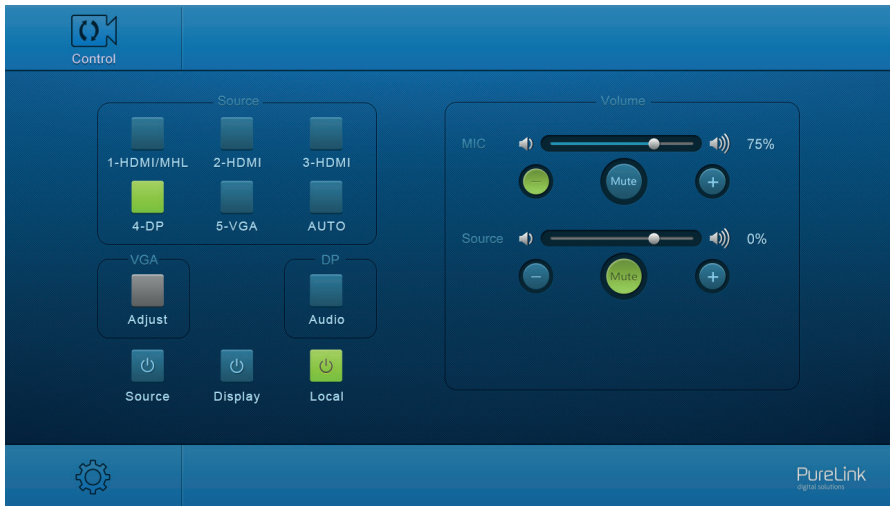 Control
Source
1-HDMI/MHL 2-HDMI 3-HDMI
4-DP 5-VGA AUTO
VGA DP
Adjust Audio
Source Display Local
Volume
MIC 75%
− Mute +
Source 0%
− Mute +
PureLink
digital solutions